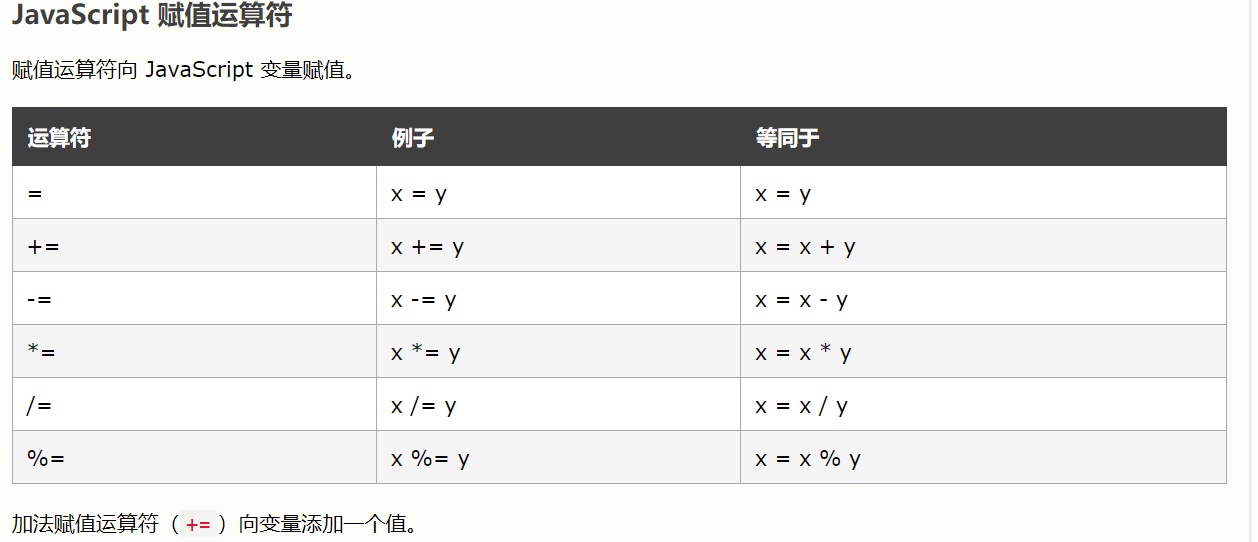 JavaScript 赋值运算符
赋值运算符向 JavaScript 变量赋值。
运算符 例子 等同于
= x = y x = y
+= x += y x = x + y
-= x -= y x = x - y
*= x *= y x = x * y
/= x /= y x = x / y
%= x %= y x = x % y
加法赋值运算符（+=）向变量添加一个值。